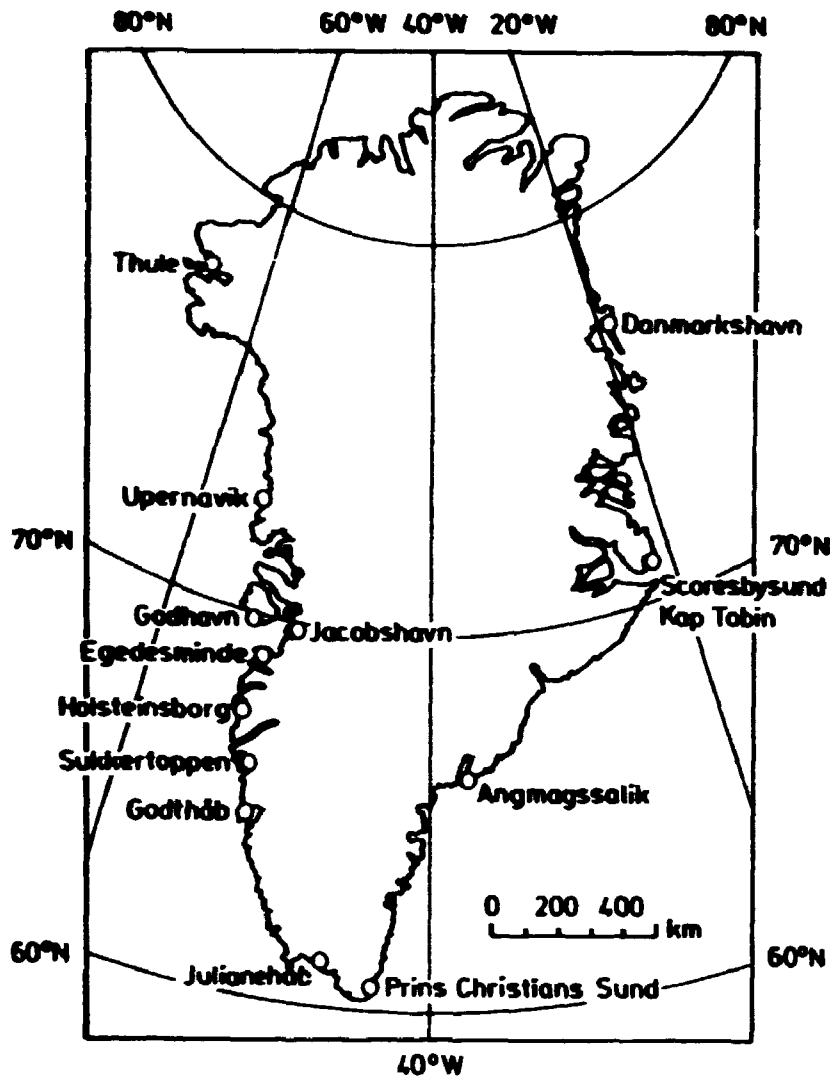 80°N 60°W 40°W 20°W 80°N
Thule
Danmarkshavn
Upernavik
70°N 70°N
Scoresbysund
Kap Tobin
Godhavn
Jacobshavn
Egedesminde
Holsteinsborg
Sukkertoppen
Angmagssalik
Godthåb
0 200 400
km
60°N 60°N
Julianehåb
Prins Christians Sund
40°W